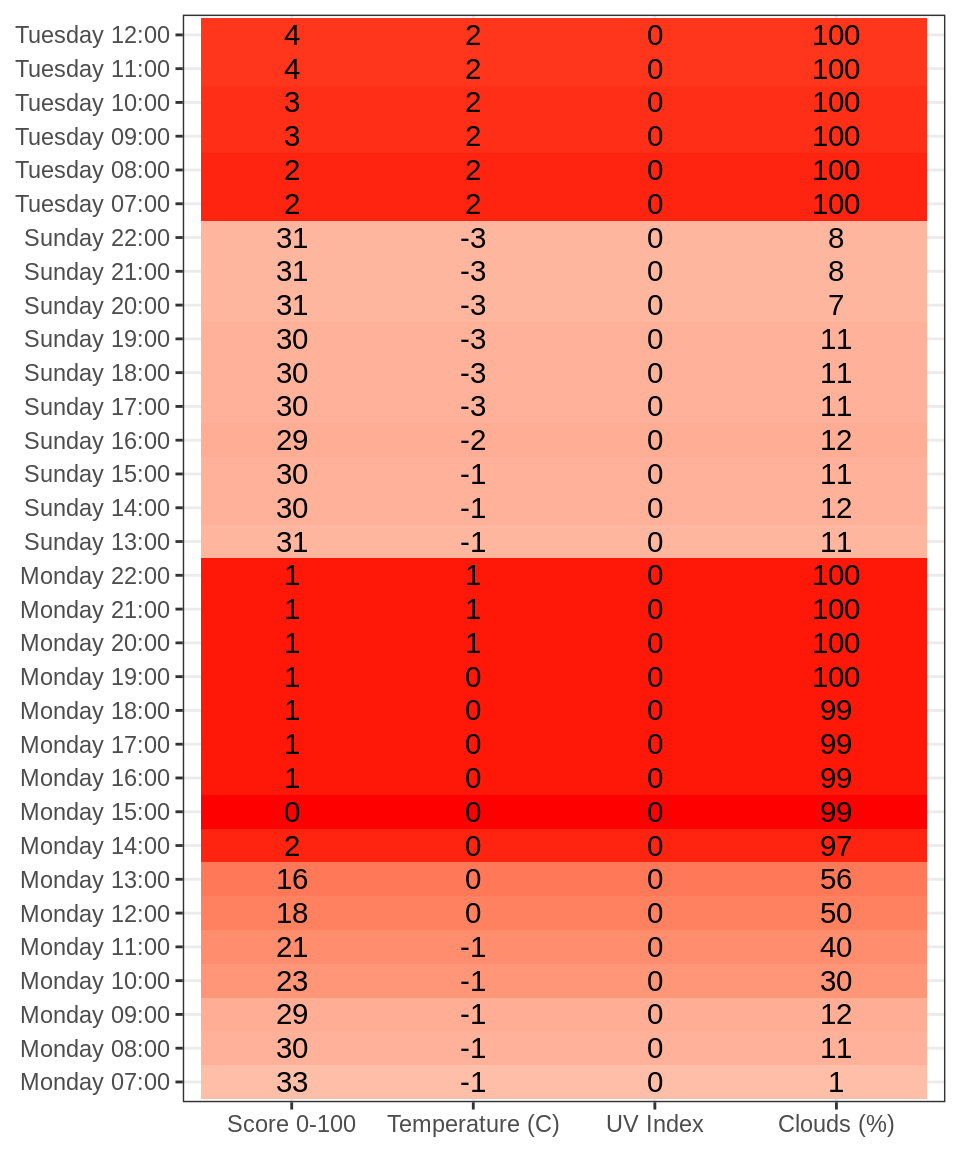 Tuesday 12:00 4 2 0 100
Tuesday 11:00 4 2 0 100
Tuesday 10:00 3 2 0 100
Tuesday 09:00 3 2 0 100
Tuesday 08:00 2 2 0 100
Tuesday 07:00 2 2 0 100
Sunday 22:00 31 -3 0 8
Sunday 21:00 31 -3 0 8
Sunday 20:00 31 -3 0 7
Sunday 19:00 30 -3 0 11
Sunday 18:00 30 -3 0 11
Sunday 17:00 30 -3 0 11
Sunday 16:00 29 -2 0 12
Sunday 15:00 30 -1 0 11
Sunday 14:00 30 -1 0 12
Sunday 13:00 31 -1 0 11
Monday 22:00 1 1 0 100
Monday 21:00 1 1 0 100
Monday 20:00 1 1 0 100
Monday 19:00 1 0 0 100
Monday 18:00 1 0 0 99
Monday 17:00 1 0 0 99
Monday 16:00 1 0 0 99
Monday 15:00 0 0 0 99
Monday 14:00 2 0 0 97
Monday 13:00 16 0 0 56
Monday 12:00 18 0 0 50
Monday 11:00 21 -1 0 40
Monday 10:00 23 -1 0 30
Monday 09:00 29 -1 0 12
Monday 08:00 30 -1 0 11
Monday 07:00 33 -1 0 1
Score 0-100 Temperature (C) UV Index Clouds (%)